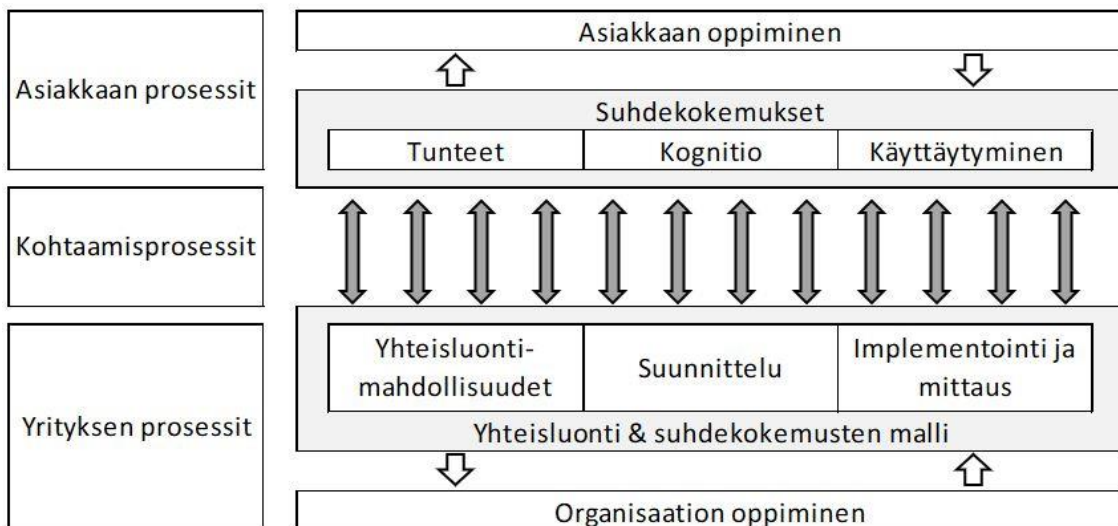 Asiakkaan prosessit
Asiakkaan oppiminen
Suhdekokemukset
Tunteet
Kognitio
Käyttäytyminen
Kohtaamisprosessit
Yrityksen prosessit
Yhteisluonti-
mahdollisuudet
Suunnittelu
Implementointi ja
mittaus
Yhteisluonti & suhdekokemusten malli
Organisaation oppiminen